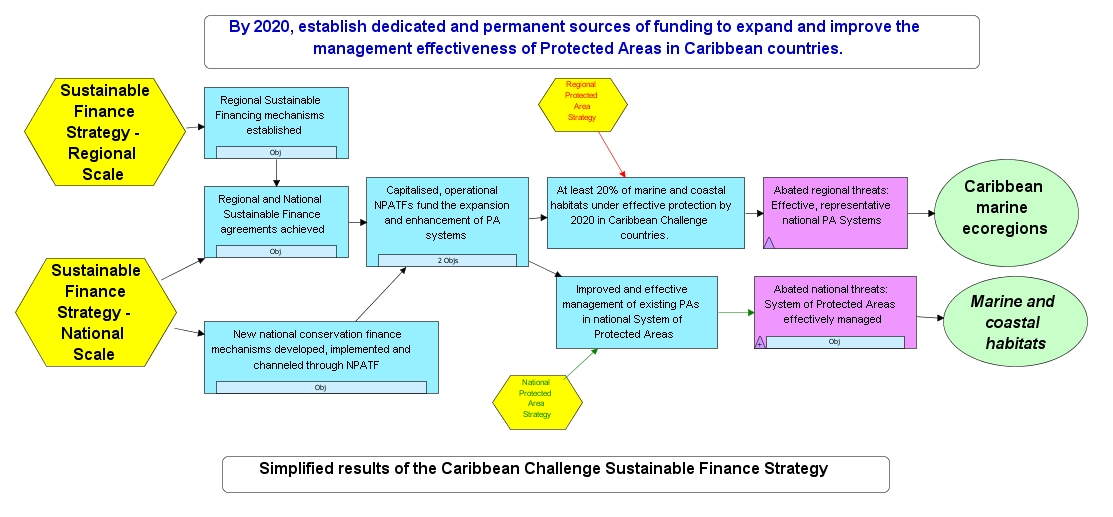 By 2020, establish dedicated and permanent sources of funding to expand and improve the
management effectiveness of Protected Areas in Caribbean countries.
Sustainable
Finance
Strategy -
Regional
Scale
Regional Sustainable
Financing mechanisms
established
Obj
Regional
Protected
Area
Strategy
Regional and National
Sustainable Finance
agreements achieved
Obj
Capitalised, operational
NPATFs fund the expansion
and enhancement of PA
systems
2 Objs
At least 20% of marine and coastal
habitats under effective protection by
2020 in Caribbean Challenge
countries.
Abated regional threats:
Effective, representative
national PA Systems
Caribbean
marine
ecoregions
Sustainable
Finance
Strategy -
National
Scale
New national conservation finance
mechanisms developed, implemented and
channeled through NPATF
Obj
Improved and effective
management of existing PAs
in national System of
Protected Areas
Abated national threats:
System of Protected Areas
effectively managed
Obj
Marine and
coastal
habitats
National
Protected
Area
Strategy
Simplified results of the Caribbean Challenge Sustainable Finance Strategy